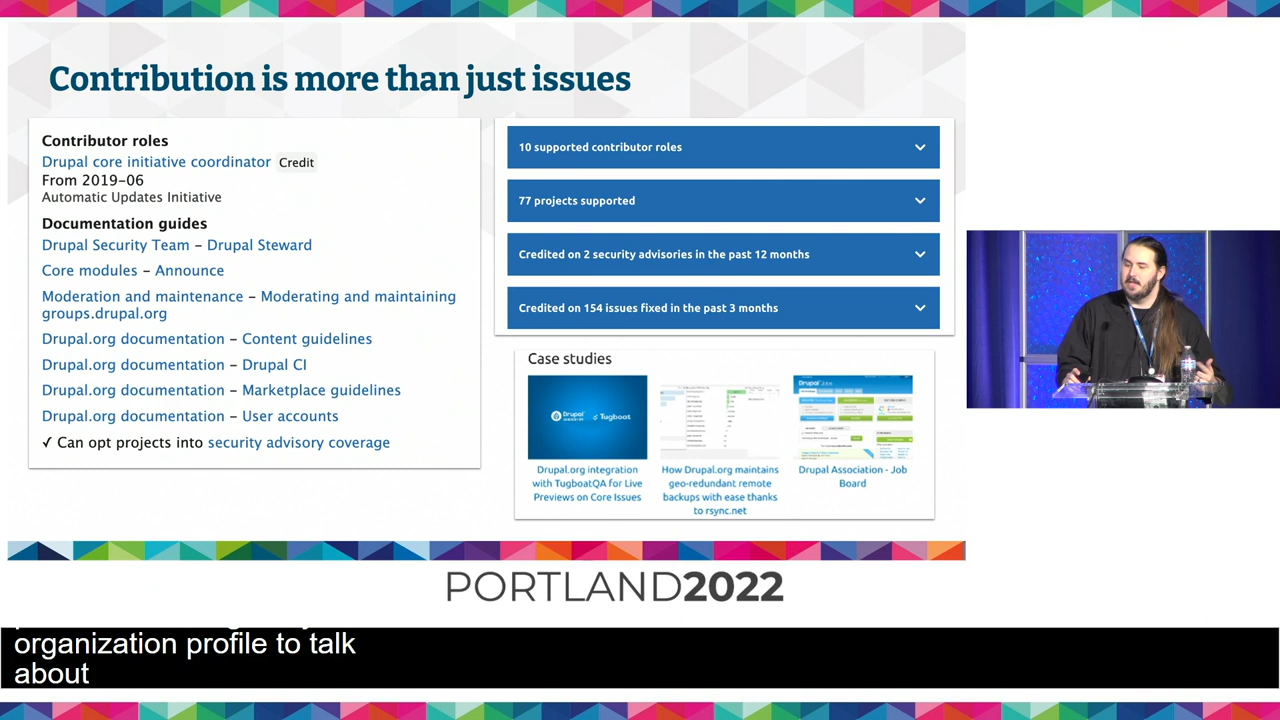 Contribution is more than just issues
Contributor roles
Drupal core initiative coordinator Credit
From 2019-06
Automatic Updates Initiative
Documentation guides
Drupal Security Team – Drupal Steward
Core modules – Announce
Moderation and maintenance – Moderating and maintaining
groups.drupal.org
Drupal.org documentation – Content guidelines
Drupal.org documentation – Drupal CI
Drupal.org documentation – Marketplace guidelines
Drupal.org documentation – User accounts
✓ Can opt projects into security advisory coverage
10 supported contributor roles
77 projects supported
Credited on 2 security advisories in the past 12 months
Credited on 154 issues fixed in the past 3 months
Case studies
Drupal
Tugboat
Drupal Jobs
Drupal.org integration
with TugboatQA for Live
Previews on Core Issues
How Drupal.org maintains
geo-redundant remote
backups with ease thanks
to rsync.net
Drupal Association - Job
Board
PORTLAND2022
organization profile to talk
about